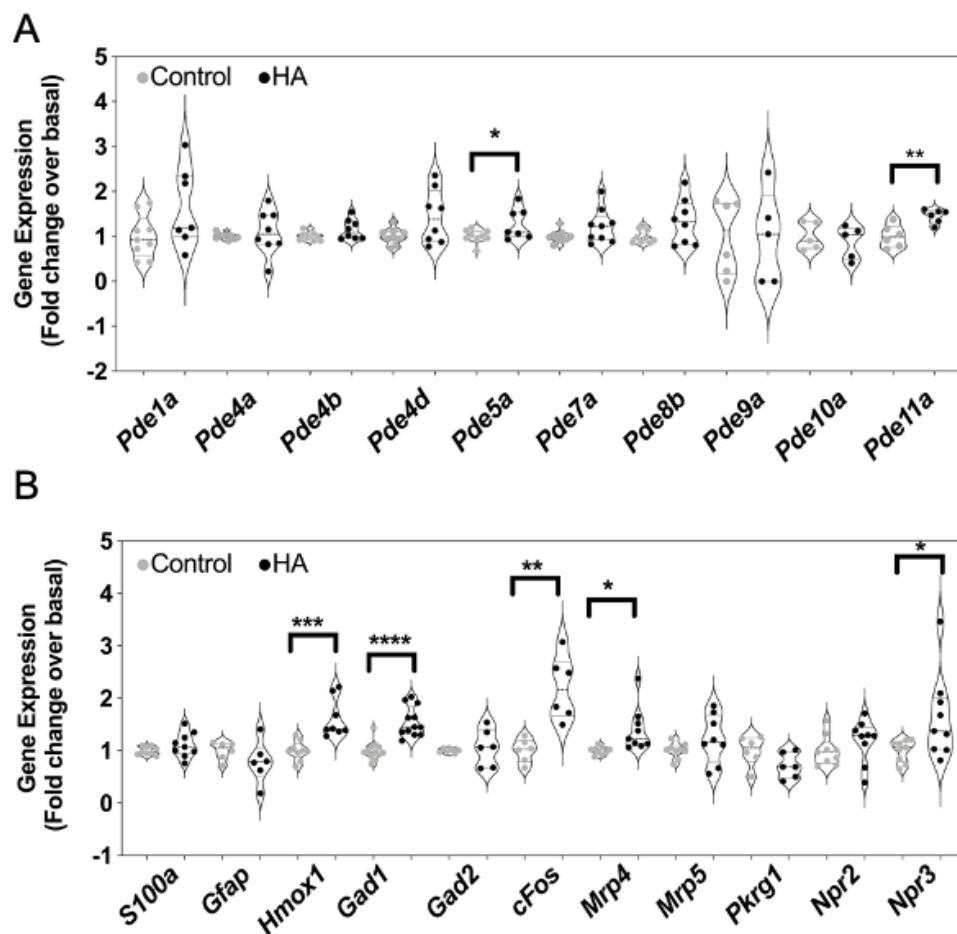 A
Control HA
Gene Expression
(Fold change over basal)
5
4
3
2
1
0
-1
-2
*
**
Pde1a Pde4a Pde4b Pde4d Pde5a Pde7a Pde8b Pde9a Pde10a Pde11a
B
Control HA
Gene Expression
(Fold change over basal)
5
4
3
2
1
0
-1
***
****
**
*
*
S100a Gfap Hmox1 Gad1 Gad2 cFos Mrp4 Mrp5 Pkrg1 Npr2 Npr3